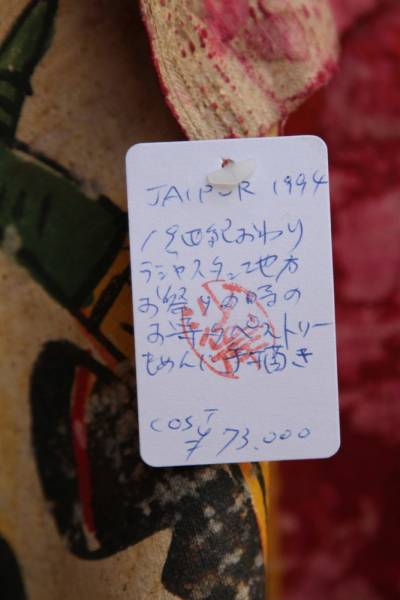 JAIPUR 1994
18世紀おわり
ラジャスタン地方
お祭りの時の
お寺のペストリー
もめんに手描き
COST
¥73.000